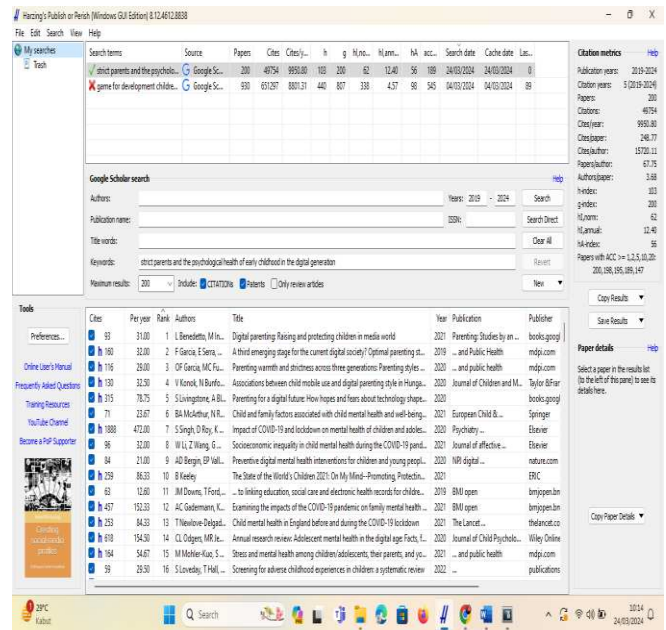 Harzing's Publish or Perish (Windows GUI Edition) 8.12.4612.8838
File Edit Search View Help
My searches
Trash
Search terms Source Papers Cites Cites/y... h g hI,no... hI,ann... hA acc... Search date Cache date Las...
strict parents and the psycholo... Google Sc... 200 49754 9950.80 103 200 62 12.40 56 189 24/03/2024 24/03/2024 0
game for development childre... Google Sc... 930 651297 8801.31 440 807 338 4.57 98 545 04/03/2024 04/03/2024 89
Google Scholar search Help
Authors: Years: 2019 - 2024 Search
Publication name: ISSN: Search Direct
Title words: Clear All
Keywords: strict parents and the psychological health of early childhood in the digital generation Revert
Maximum results: 200 Include: CITATIONs Patents Only review articles New
Cites Per year Rank Authors Title Year Publication Publisher
93 31.00 1 L Benedetto, M In... Digital parenting: Raising and protecting children in media world 2021 Parenting: Studies by an ... books.googl
h 160 32.00 2 F Garcia, E Serra, ... A third emerging stage for the current digital society? Optimal parenting st... 2019 ... and Public Health mdpi.com
h 116 29.00 3 OF Garcia, MC Fu... Parenting warmth and strictness across three generations: Parenting styles ... 2020 ... and public health mdpi.com
h 130 32.50 4 V Konok, N Bunfo... Associations between child mobile use and digital parenting style in Hunga... 2020 Journal of Children and M... Taylor &Fran
h 315 78.75 5 S Livingstone, A Bl... Parenting for a digital future: How hopes and fears about technology shape... 2020 books.googl
71 23.67 6 BA McArthur, N R... Child and family factors associated with child mental health and well-being... 2021 European Child & ... Springer
h 1888 472.00 7 S Singh, D Roy, K ... Impact of COVID-19 and lockdown on mental health of children and adoles... 2020 Psychiatry ... Elsevier
96 32.00 8 W Li, Z Wang, G ... Socioeconomic inequality in child mental health during the COVID-19 pand... 2021 Journal of affective ... Elsevier
84 21.00 9 AD Bergin, EP Vall... Preventive digital mental health interventions for children and young peopl... 2020 NPJ digital ... nature.com
h 259 86.33 10 B Keeley The State of the World's Children 2021: On My Mind--Promoting, Protectin... 2021 ERIC
63 12.60 11 JM Downs, T Ford, ... ... to linking education, social care and electronic health records for childre... 2019 BMJ open bmjopen.bm
h 457 152.33 12 AC Gadermann, K... Examining the impacts of the COVID-19 pandemic on family mental health ... 2021 BMJ open bmjopen.bm
h 253 84.33 13 T Newlove-Delgad... Child mental health in England before and during the COVID-19 lockdown 2021 The Lancet ... thelancet.co
h 618 154.50 14 CL Odgers, MR Je... Annual research review: Adolescent mental health in the digital age: Facts, f... 2020 Journal of Child Psycholo... Wiley Online
h 164 54.67 15 M Mohler-Kuo, S ... Stress and mental health among children/adolescents, their parents, and yo... 2021 ... and public health mdpi.com
59 29.50 16 S Loveday, T Hall, ... Screening for adverse childhood experiences in children: a systematic review 2022 ... publications
Tools
Preferences...
Online User's Manual
Frequently Asked Questions
Training Resources
YouTube Channel
Become a PoP Supporter
Creating
social media
profiles
Citation metrics Help
Publication years: 2019-2024
Citation years: 5 (2019-2024)
Papers: 200
Citations: 49754
Cites/year: 9950.80
Cites/paper: 248.77
Cites/author: 15720.11
Papers/author: 67.75
Authors/paper: 3.68
h-index: 103
g-index: 200
hI,norm: 62
hI,annual: 12.40
hA-index: 56
Papers with ACC >= 1,2,5,10,20:
200,198,195,189,147
Copy Results
Save Results
Paper details Help
Select a paper in the results list
(to the left of this pane) to see its
details here.
Copy Paper Details
29°C
Kabut
Search
10:14
24/03/2024